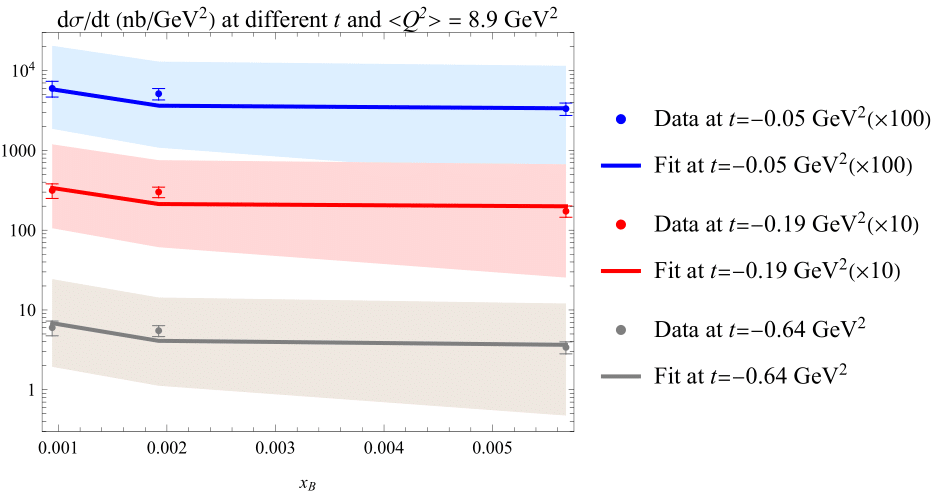 dσ/dt (nb/GeV²) at different t and <Q²> = 8.9 GeV²
10⁴
1000
100
10
1
0.001 0.002 0.003 0.004 0.005
x_B
Data at t=−0.05 GeV²(×100)
Fit at t=−0.05 GeV²(×100)
Data at t=−0.19 GeV²(×10)
Fit at t=−0.19 GeV²(×10)
Data at t=−0.64 GeV²
Fit at t=−0.64 GeV²